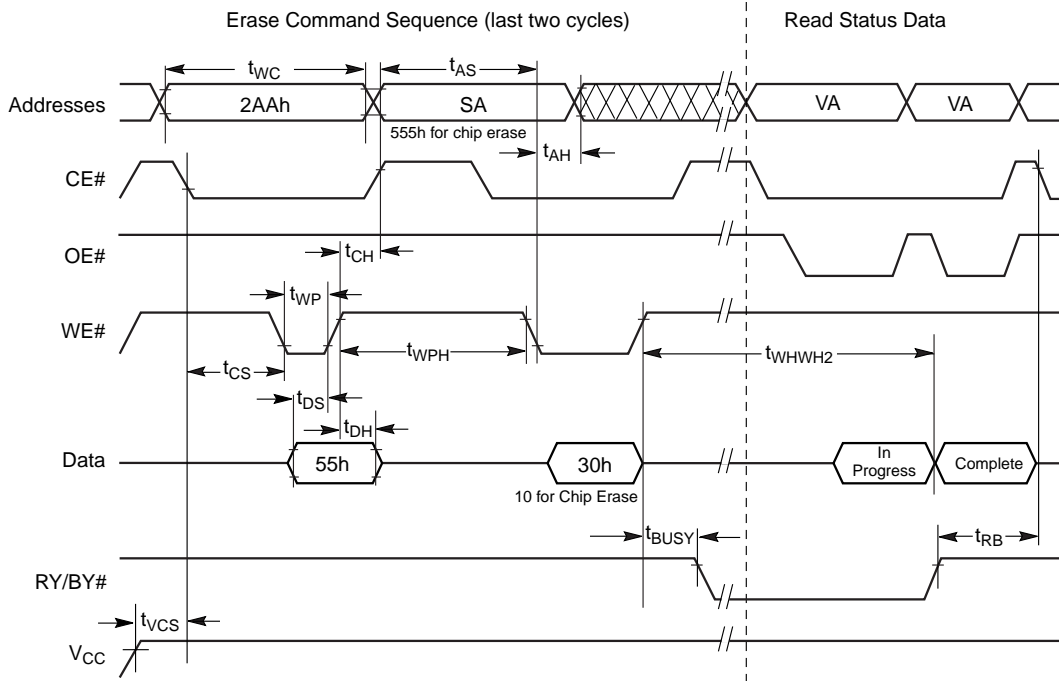 Erase Command Sequence (last two cycles)
Read Status Data
tWC
tAS
Addresses
2AAh
SA
VA
VA
555h for chip erase
tAH
CE#
OE#
tCH
tWP
WE#
tWPH
tWHWH2
tCS
tDS
tDH
Data
55h
30h
In
Progress
Complete
10 for Chip Erase
tBUSY
tRB
RY/BY#
tVCS
VCC